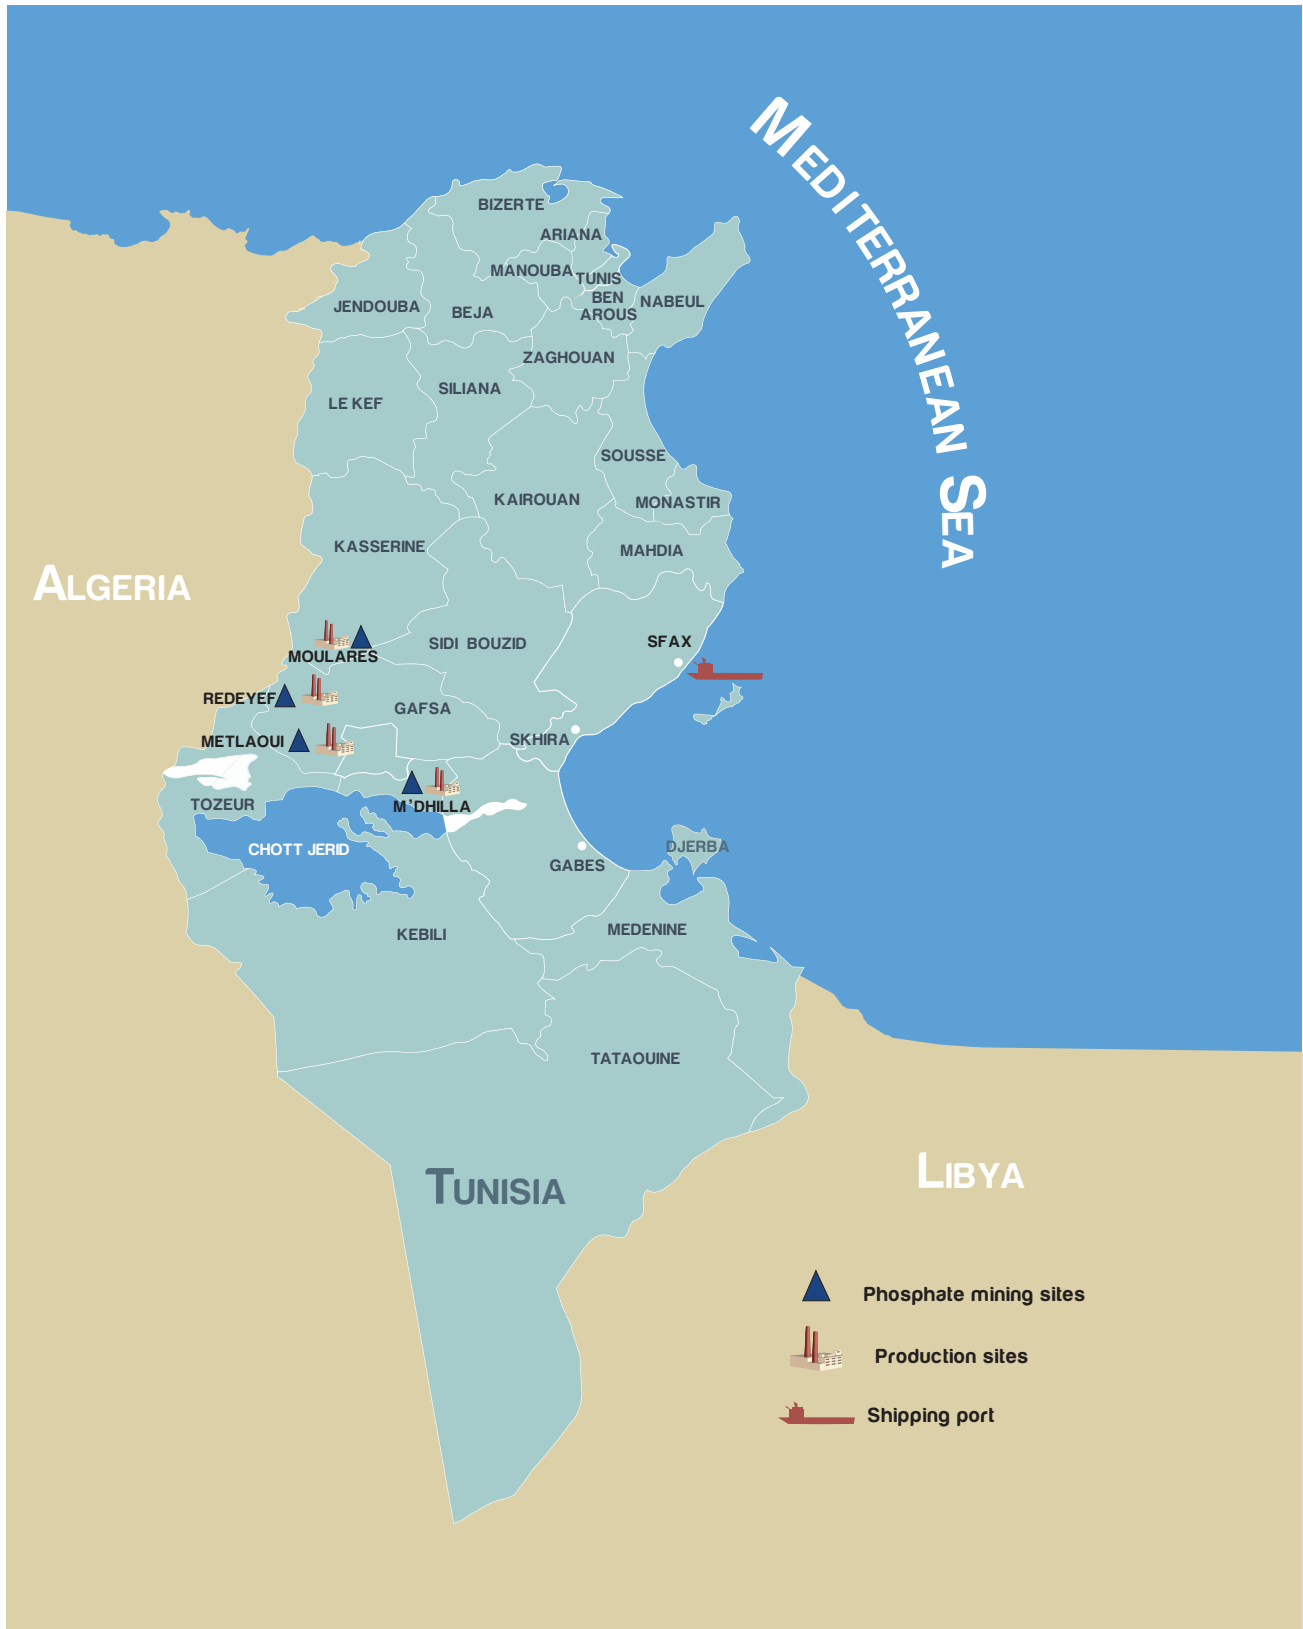 MEDITERRANEAN SEA
BIZERTE
ARIANA
MANOUBA
TUNIS
BEN
AROUS
NABEUL
JENDOUBA
BEJA
ZAGHOUAN
SILIANA
LE KEF
SOUSSE
KAIROUAN
MONASTIR
KASSERINE
MAHDIA
ALGERIA
SFAX
SIDI BOUZID
MOULARES
REDEYEF
GAFSA
METLAOUI
SKHIRA
TOZEUR
M'DHILLA
CHOTT JERID
DJERBA
GABES
KEBILI
MEDENINE
TATAOUINE
TUNISIA
LIBYA
Phosphate mining sites
Production sites
Shipping port